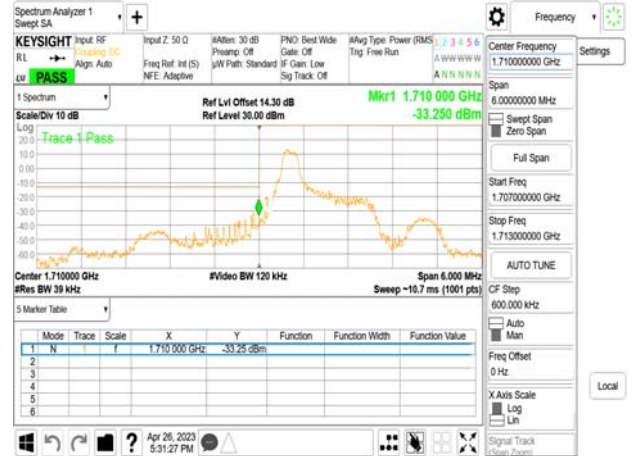 Spectrum Analyzer 1
Swept SA
Frequency
KEYSIGHT
RL
PASS
Input: RF
Coupling: DC
Align: Auto
Input Z: 50 Ω
Freq Ref: Int (S)
NFE: Adaptive
#Atten: 30 dB
Preamp: Off
µW Path: Standard
PNO: Best Wide
Gate: Off
IF Gain: Low
Sig Track: Off
#Avg Type: Power (RMS
Trig: Free Run
1 2 3 4 5 6
A W W W W W
A N N N N N
1 Spectrum
Scale/Div 10 dB
Ref Lvl Offset 14.30 dB
Ref Level 30.00 dBm
Mkr1 1.710 000 GHz
-33.250 dBm
Log
Trace 1 Pass
20.0
10.0
0.00
-10.0
-20.0
-30.0
-40.0
-50.0
-60.0
1
Center 1.710000 GHz
#Video BW 120 kHz
Span 6.000 MHz
#Res BW 39 kHz
Sweep ~10.7 ms (1001 pts)
5 Marker Table
Mode Trace Scale X Y Function Function Width Function Value
1 N 1 f 1.710 000 GHz -33.25 dBm
2
3
4
5
6
Apr 26, 2023
5:31:27 PM
Center Frequency
1.710000000 GHz
Settings
Span
6.00000000 MHz
Swept Span
Zero Span
Full Span
Start Freq
1.707000000 GHz
Stop Freq
1.713000000 GHz
AUTO TUNE
CF Step
600.000 kHz
Auto
Man
Freq Offset
0 Hz
X Axis Scale
Log
Lin
Local
Signal Track
(Span Zoom)